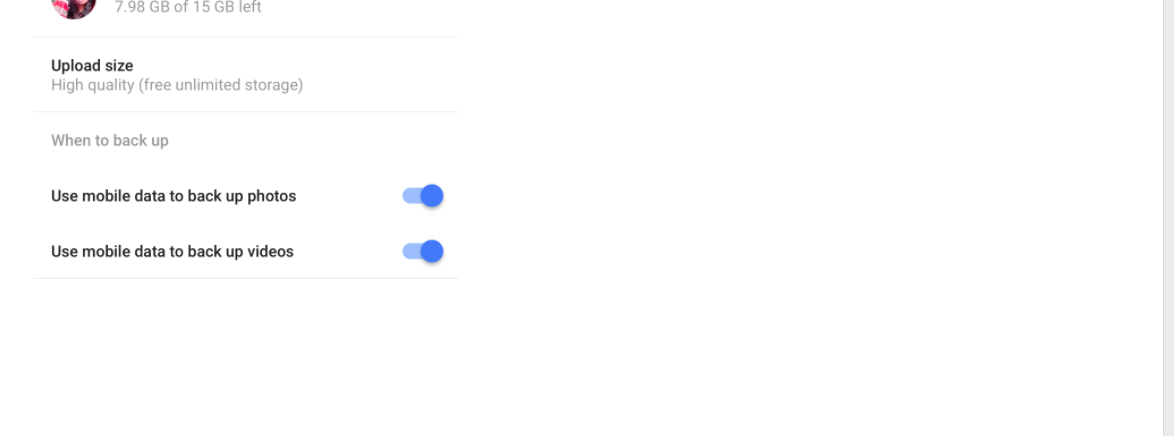 7.98 GB of 15 GB left
Upload size
High quality (free unlimited storage)
When to back up
Use mobile data to back up photos
Use mobile data to back up videos